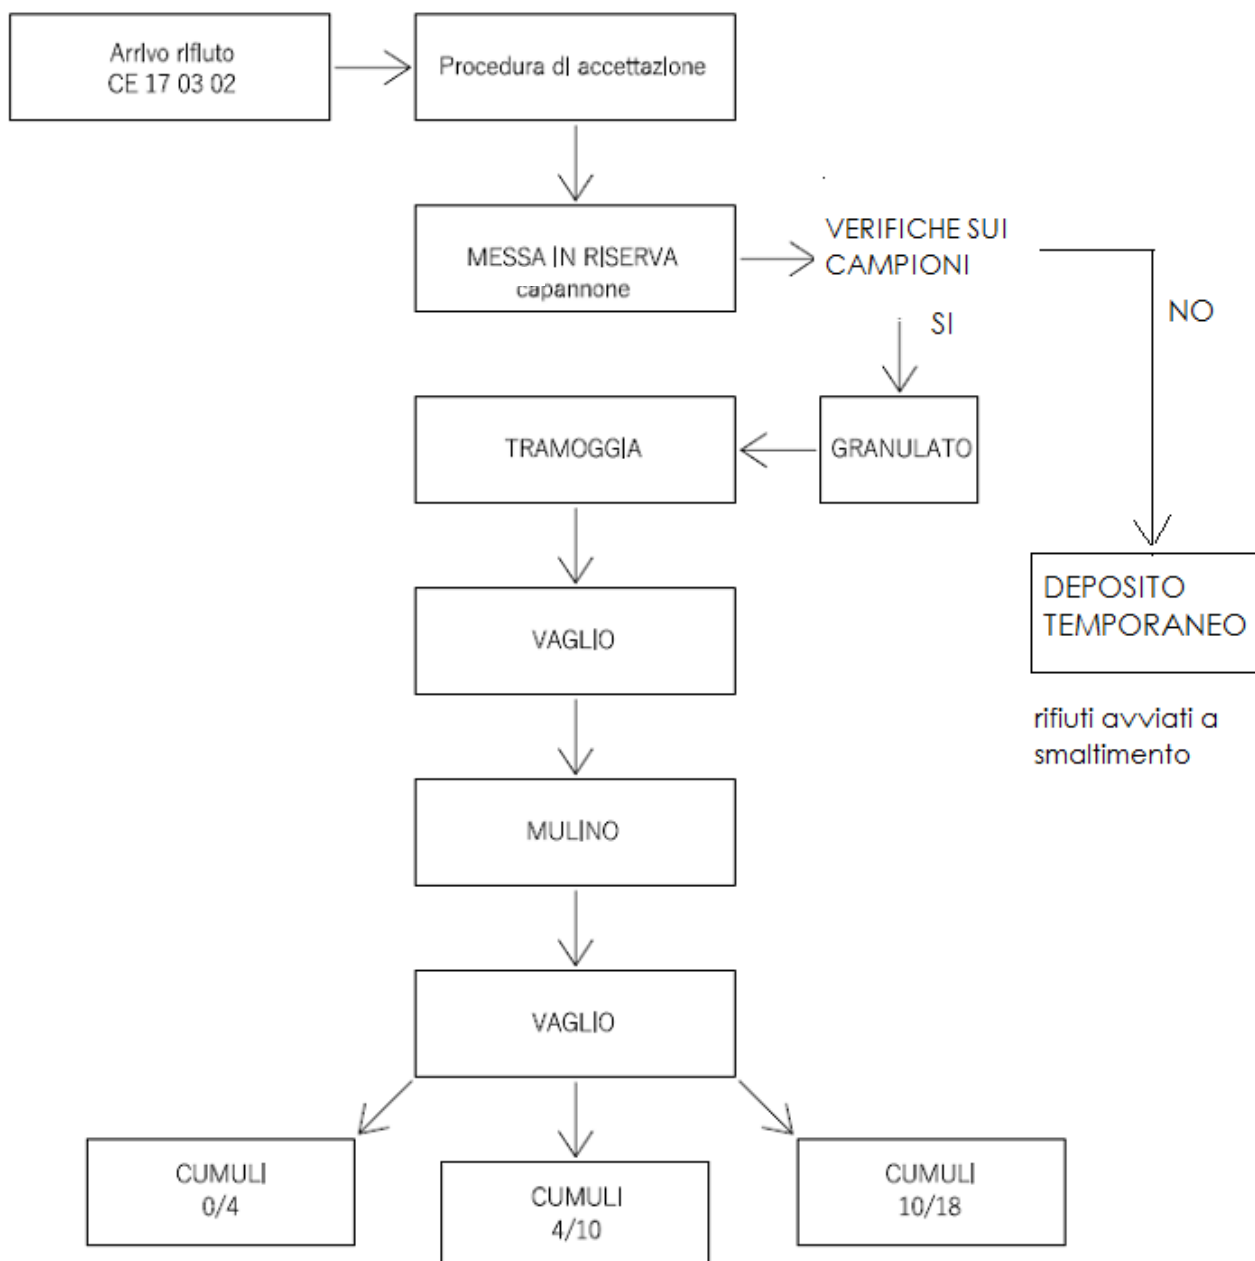 Arrivo rifiuto
CE 17 03 02
Procedura di accettazione
MESSA IN RISERVA
capannone
VERIFICHE SUI
CAMPIONI
SI
NO
TRAMOGGIA
GRANULATO
DEPOSITO
TEMPORANEO
rifiuti avviati a
smaltimento
VAGLIO
MULINO
VAGLIO
CUMULI
0/4
CUMULI
4/10
CUMULI
10/18